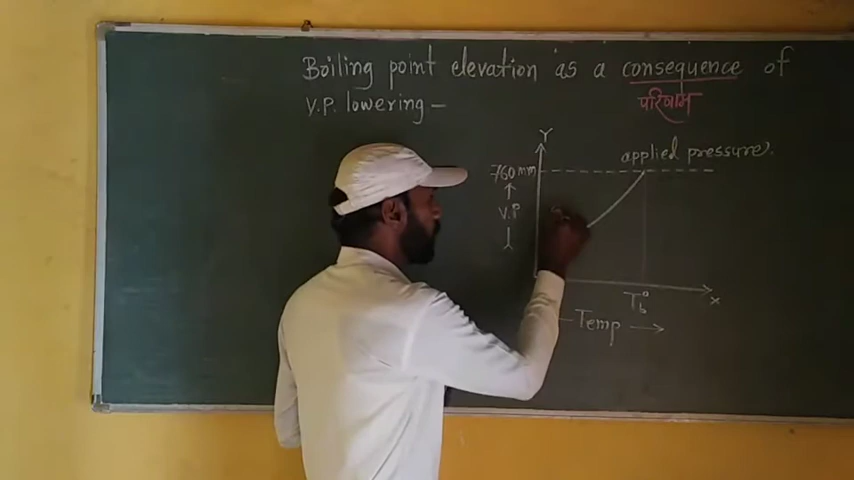 Boiling point elevation as a consequence of
परिणाम
V.P. lowering –
Y
applied pressure
760 mm
V.P
X
T°b
Temp